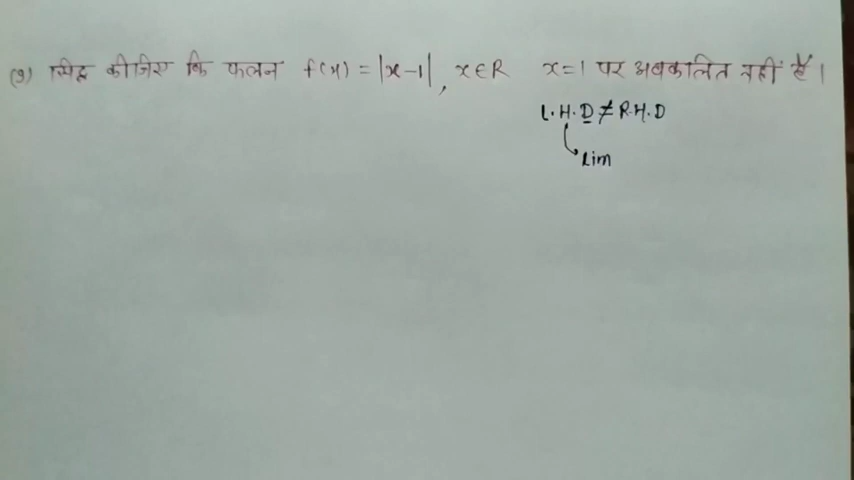 (9) सिद्ध कीजिए कि फलन f(x) = |x-1|, x∈R x=1 पर अवकलित नहीं है।
L.H.D ≠ R.H.D
Lim